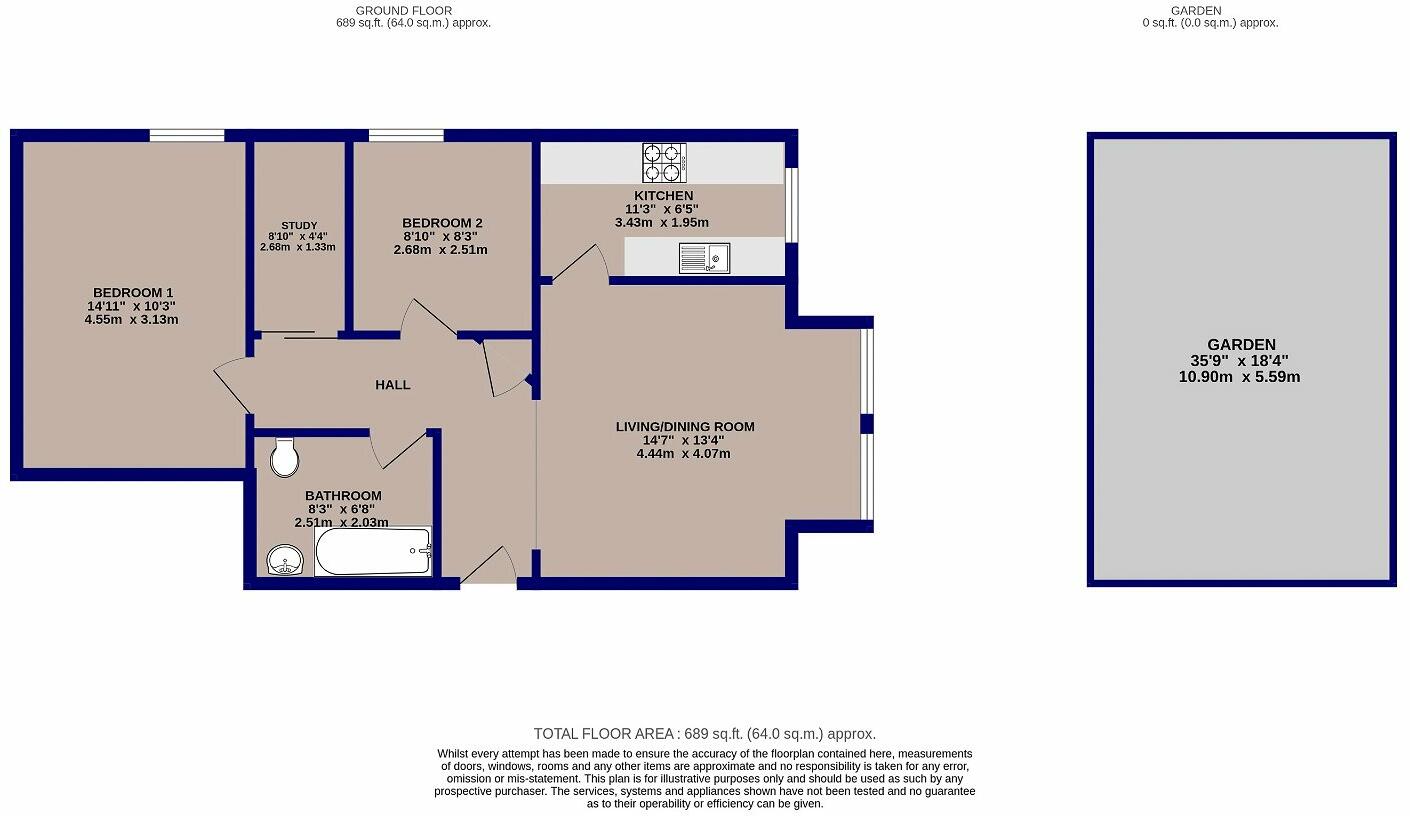 GROUND FLOOR
689 sq.ft. (64.0 sq.m.) approx.
GARDEN
0 sq.ft. (0.0 sq.m.) approx.
KITCHEN
11'3" x 6'5"
3.43m x 1.95m
STUDY
8'10" x 4'4"
2.68m x 1.33m
BEDROOM 2
8'10" x 8'3"
2.68m x 2.51m
BEDROOM 1
14'11" x 10'3"
4.55m x 3.13m
HALL
LIVING/DINING ROOM
14'7" x 13'4"
4.44m x 4.07m
BATHROOM
8'3" x 6'8"
2.51m x 2.03m
GARDEN
35'9" x 18'4"
10.90m x 5.59m
TOTAL FLOOR AREA : 689 sq.ft. (64.0 sq.m.) approx.
Whilst every attempt has been made to ensure the accuracy of the floorplan contained here, measurements
of doors, windows, rooms and any other items are approximate and no responsibility is taken for any error,
omission or mis-statement. This plan is for illustrative purposes only and should be used as such by any
prospective purchaser. The services, systems and appliances shown have not been tested and no guarantee
as to their operability or efficiency can be given.